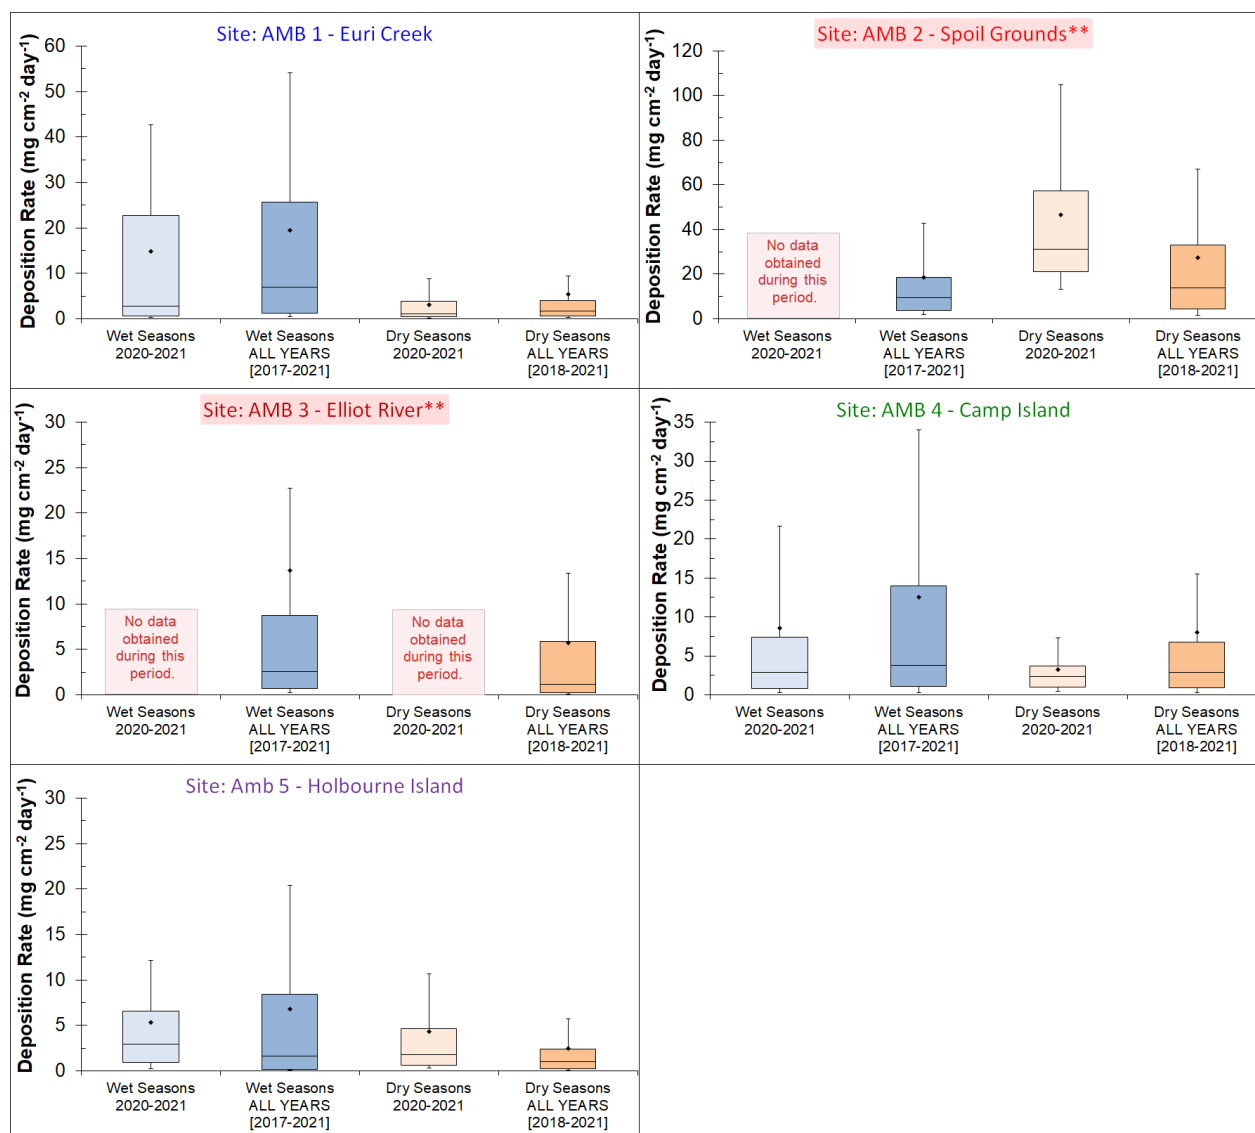 Site: AMB 1 - Euri Creek
Deposition Rate (mg cm-2 day-1)
60
50
40
30
20
10
0
Wet Seasons
2020-2021
Wet Seasons
ALL YEARS
[2017-2021]
Dry Seasons
2020-2021
Dry Seasons
ALL YEARS
[2018-2021]
Site: AMB 2 - Spoil Grounds**
Deposition Rate (mg cm-2 day-1)
120
100
80
60
40
20
0
No data
obtained
during this
period.
Wet Seasons
2020-2021
Wet Seasons
ALL YEARS
[2017-2021]
Dry Seasons
2020-2021
Dry Seasons
ALL YEARS
[2018-2021]
Site: AMB 3 - Elliot River**
Deposition Rate (mg cm-2 day-1)
30
25
20
15
10
5
0
No data
obtained
during this
period.
No data
obtained
during this
period.
Wet Seasons
2020-2021
Wet Seasons
ALL YEARS
[2017-2021]
Dry Seasons
2020-2021
Dry Seasons
ALL YEARS
[2018-2021]
Site: AMB 4 - Camp Island
Deposition Rate (mg cm-2 day-1)
35
30
25
20
15
10
5
0
Wet Seasons
2020-2021
Wet Seasons
ALL YEARS
[2017-2021]
Dry Seasons
2020-2021
Dry Seasons
ALL YEARS
[2018-2021]
Site: Amb 5 - Holbourne Island
Deposition Rate (mg cm-2 day-1)
30
25
20
15
10
5
0
Wet Seasons
2020-2021
Wet Seasons
ALL YEARS
[2017-2021]
Dry Seasons
2020-2021
Dry Seasons
ALL YEARS
[2018-2021]